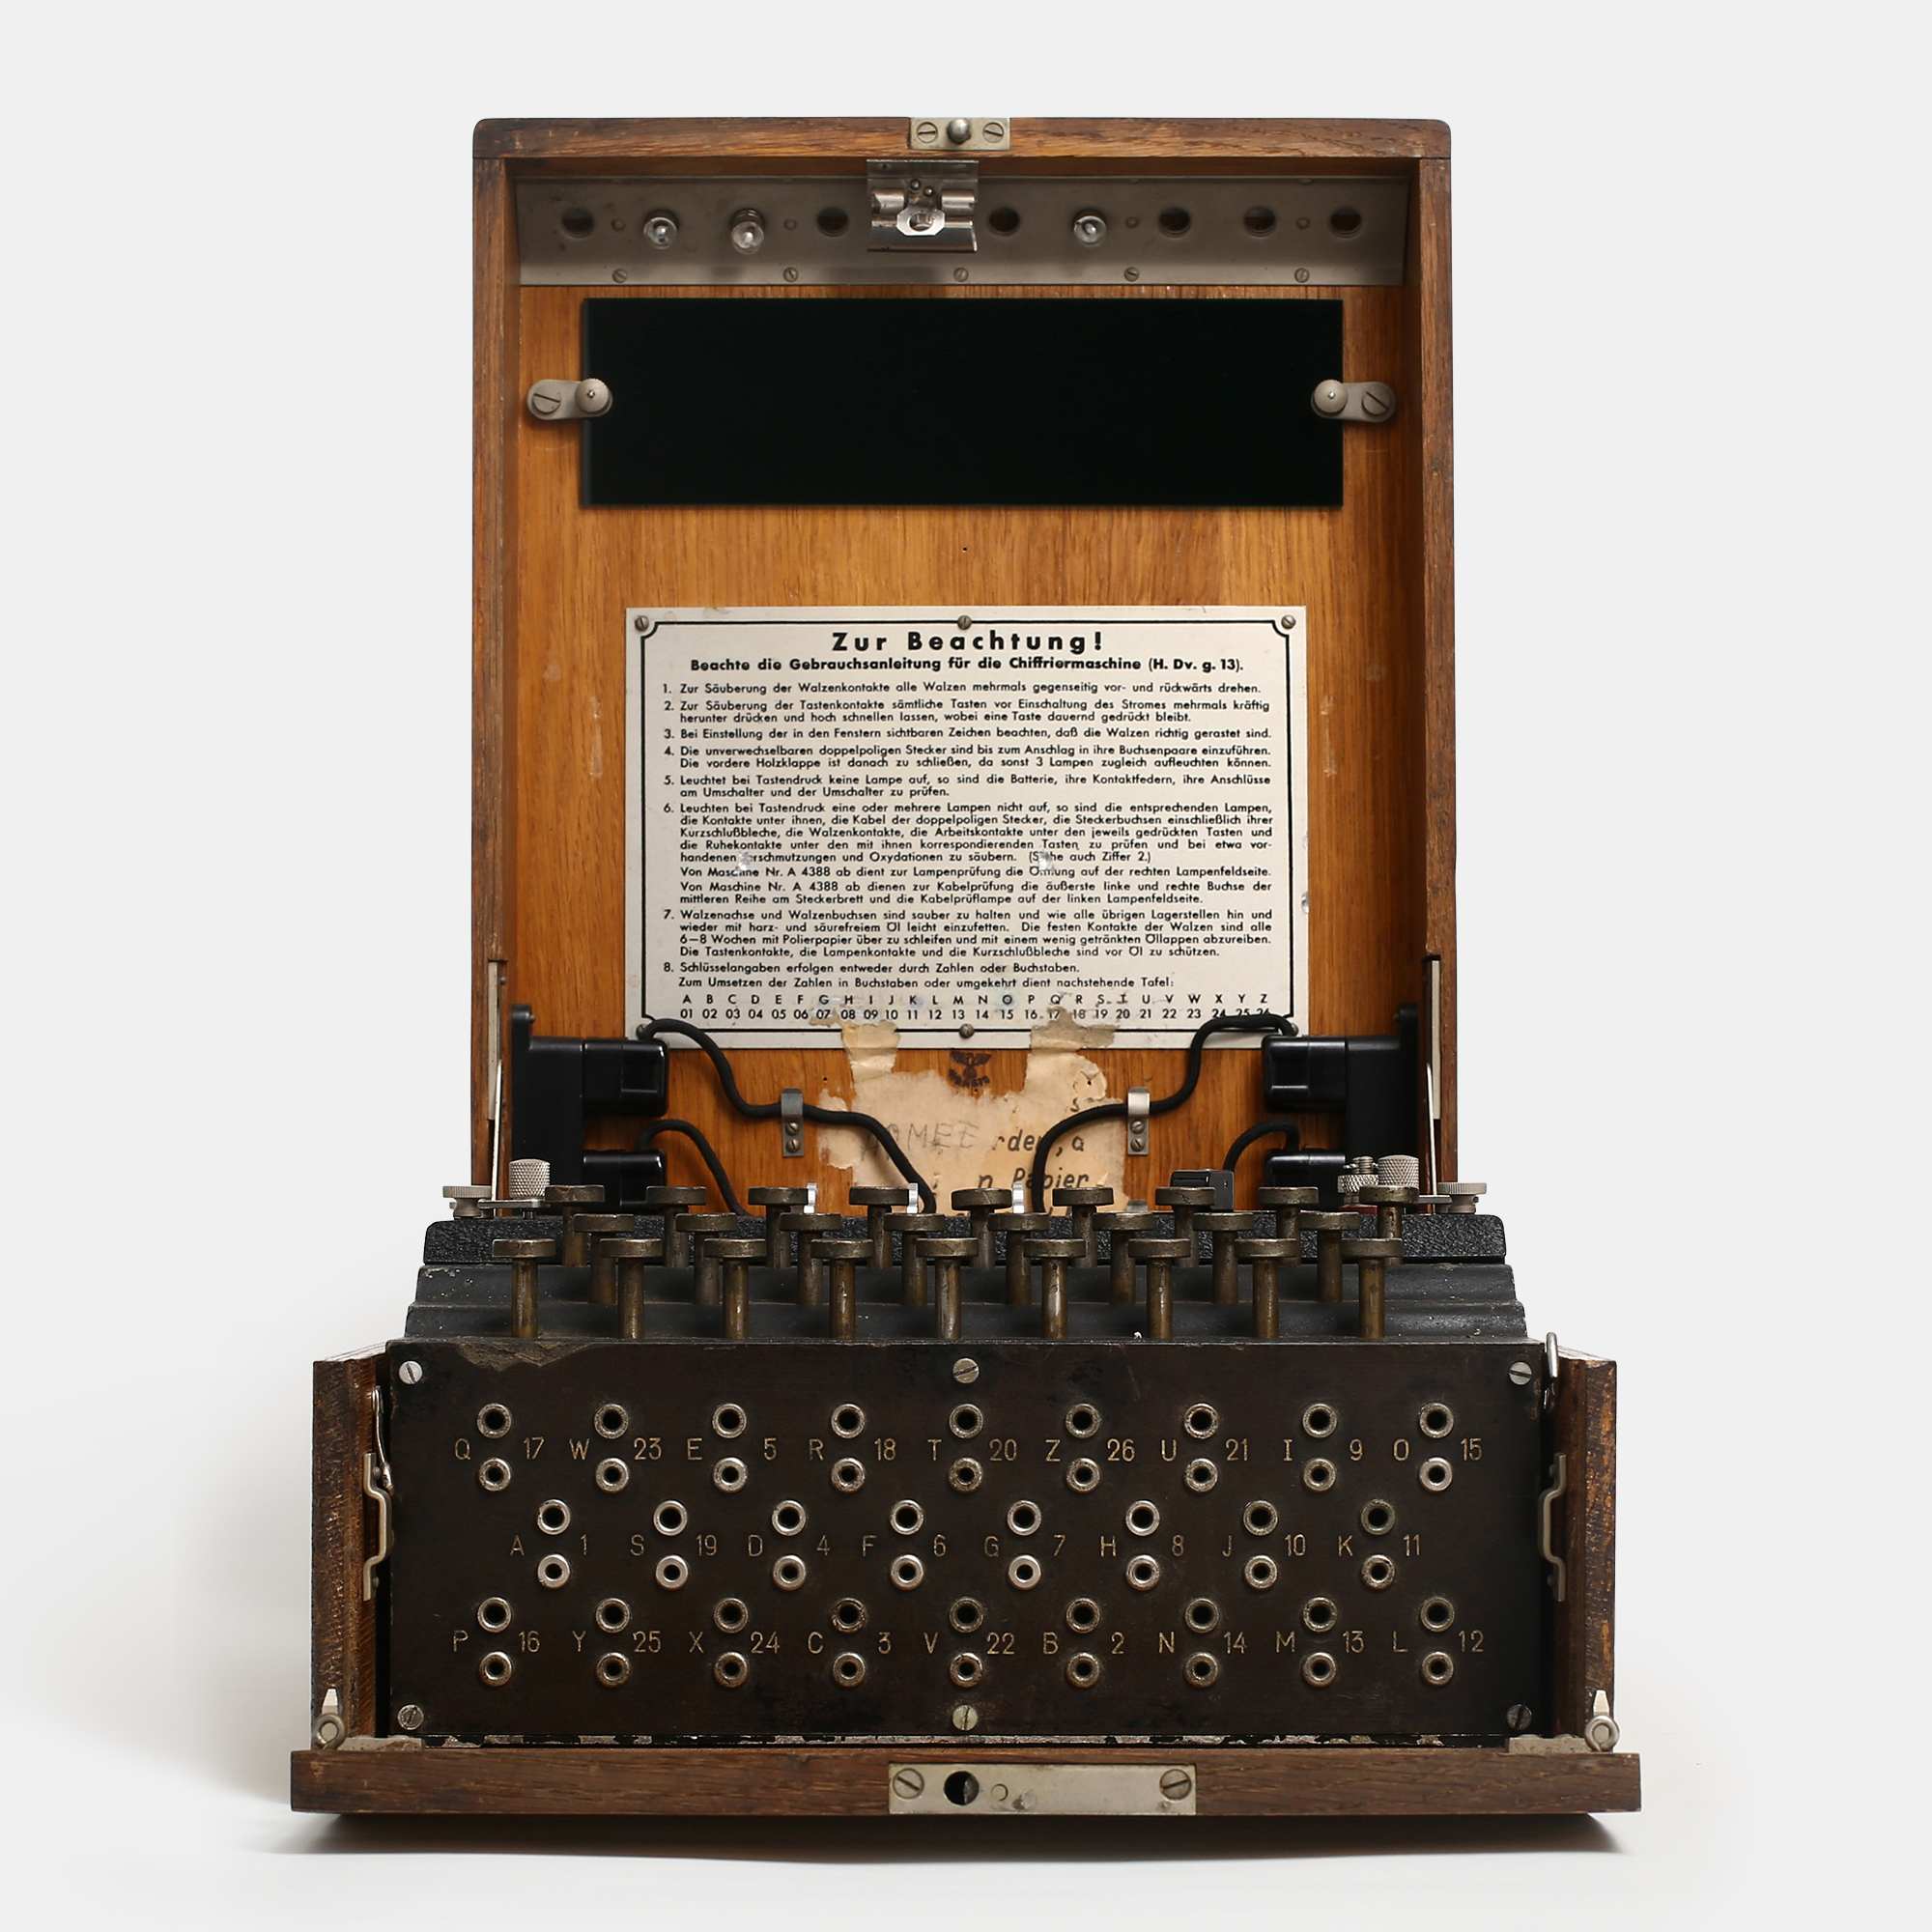 Zur Beachtung!
Beachte die Gebrauchsanleitung für die Chiffriermaschine (H. Dv. g. 13).
1. Zur Säuberung der Walzenkontakte alle Walzen mehrmals gegenseitig vor- und rückwärts drehen.
2. Zur Säuberung der Tastenkontakte sämtliche Tasten vor Einschaltung des Stromes mehrmals kräftig
herunter drücken und hoch schnellen lassen, wobei eine Taste dauernd gedrückt bleibt.
3. Bei Einstellung der in den Fenstern sichtbaren Zeichen beachten, daß die Walzen richtig gerastet sind.
4. Die unverwechselbaren doppelpoligen Stecker sind bis zum Anschlag in ihre Buchsenpaare einzuführen.
Die vordere Holzklappe ist danach zu schließen, da sonst 3 Lampen zugleich aufleuchten können.
5. Leuchtet bei Tastendruck keine Lampe auf, so sind die Batterie, ihre Kontaktfedern, ihre Anschlüsse
am Umschalter und der Umschalter zu prüfen.
6. Leuchten bei Tastendruck eine oder mehrere Lampen nicht auf, so sind die entsprechenden Lampen,
die Kontakte unter ihnen, die Kabel der doppelpoligen Stecker, die Steckerbuchsen einschließlich ihrer
Kurzschlußbleche, die Walzenkontakte, die Arbeitskontakte unter den jeweils gedrückten Tasten und
die Ruhekontakte unter den mit ihnen korrespondierenden Tasten zu prüfen und bei etwa vor-
handenen Verschmutzungen und Oxydationen zu säubern. (Siehe auch Ziffer 2.)
Von Maschine Nr. A 4388 ab dient zur Lampenprüfung die Öffnung auf der rechten Lampenfeldseite.
Von Maschine Nr. A 4388 ab dienen zur Kabelprüfung die äußerste linke und rechte Buchse der
mittleren Reihe am Steckerbrett und die Kabelprüflampe auf der linken Lampenfeldseite.
7. Walzenachse und Walzenbuchsen sind sauber zu halten und wie alle übrigen Lagerstellen hin und
wieder mit harz- und säurefreiem Öl leicht einzufetten. Die festen Kontakte der Walzen sind alle
6—8 Wochen mit Polierpapier über zu schleifen und mit einem wenig getränkten Öllappen abzureiben.
Die Tastenkontakte, die Lampenkontakte und die Kurzschlußbleche sind vor Öl zu schützen.
8. Schlüsselangaben erfolgen entweder durch Zahlen oder Buchstaben.
Zum Umsetzen der Zahlen in Buchstaben oder umgekehrt dient nachstehende Tafel:
A B C D E F G H I J K L M N O P Q R S T U V W X Y Z
01 02 03 04 05 06 07 08 09 10 11 12 13 14 15 16 17 18 19 20 21 22 23 24 25 26
Papier
Q 17 W 23 E 5 R 18 T 20 Z 26 U 21 I 9 O 15
A 1 S 19 D 4 F 6 G 7 H 8 J 10 K 11
P 16 Y 25 X 24 C 3 V 22 B 2 N 14 M 13 L 12